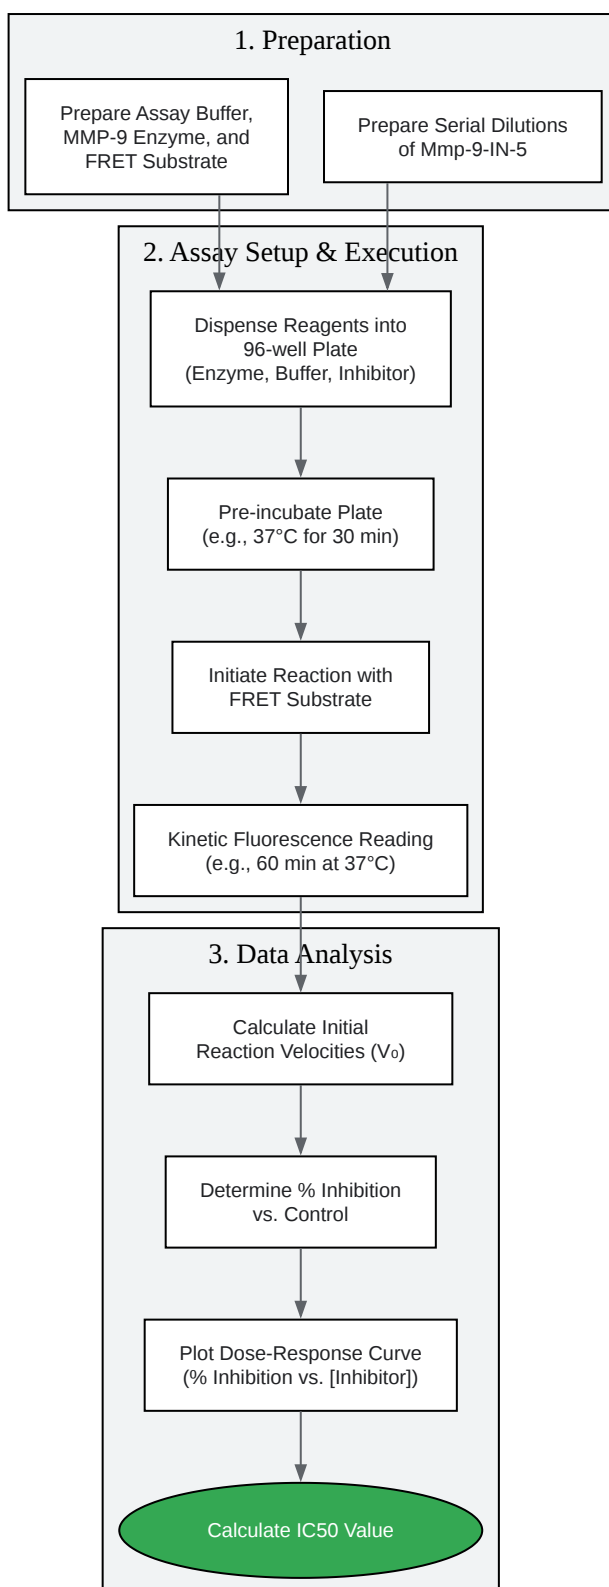 1. Preparation
Prepare Assay Buffer,
MMP-9 Enzyme, and
FRET Substrate
Prepare Serial Dilutions
of Mmp-9-IN-5
2. Assay Setup & Execution
Dispense Reagents into
96-well Plate
(Enzyme, Buffer, Inhibitor)
Pre-incubate Plate
(e.g., 37°C for 30 min)
Initiate Reaction with
FRET Substrate
Kinetic Fluorescence Reading
(e.g., 60 min at 37°C)
3. Data Analysis
Calculate Initial
Reaction Velocities (V₀)
Determine % Inhibition
vs. Control
Plot Dose-Response Curve
(% Inhibition vs. [Inhibitor])
Calculate IC50 Value